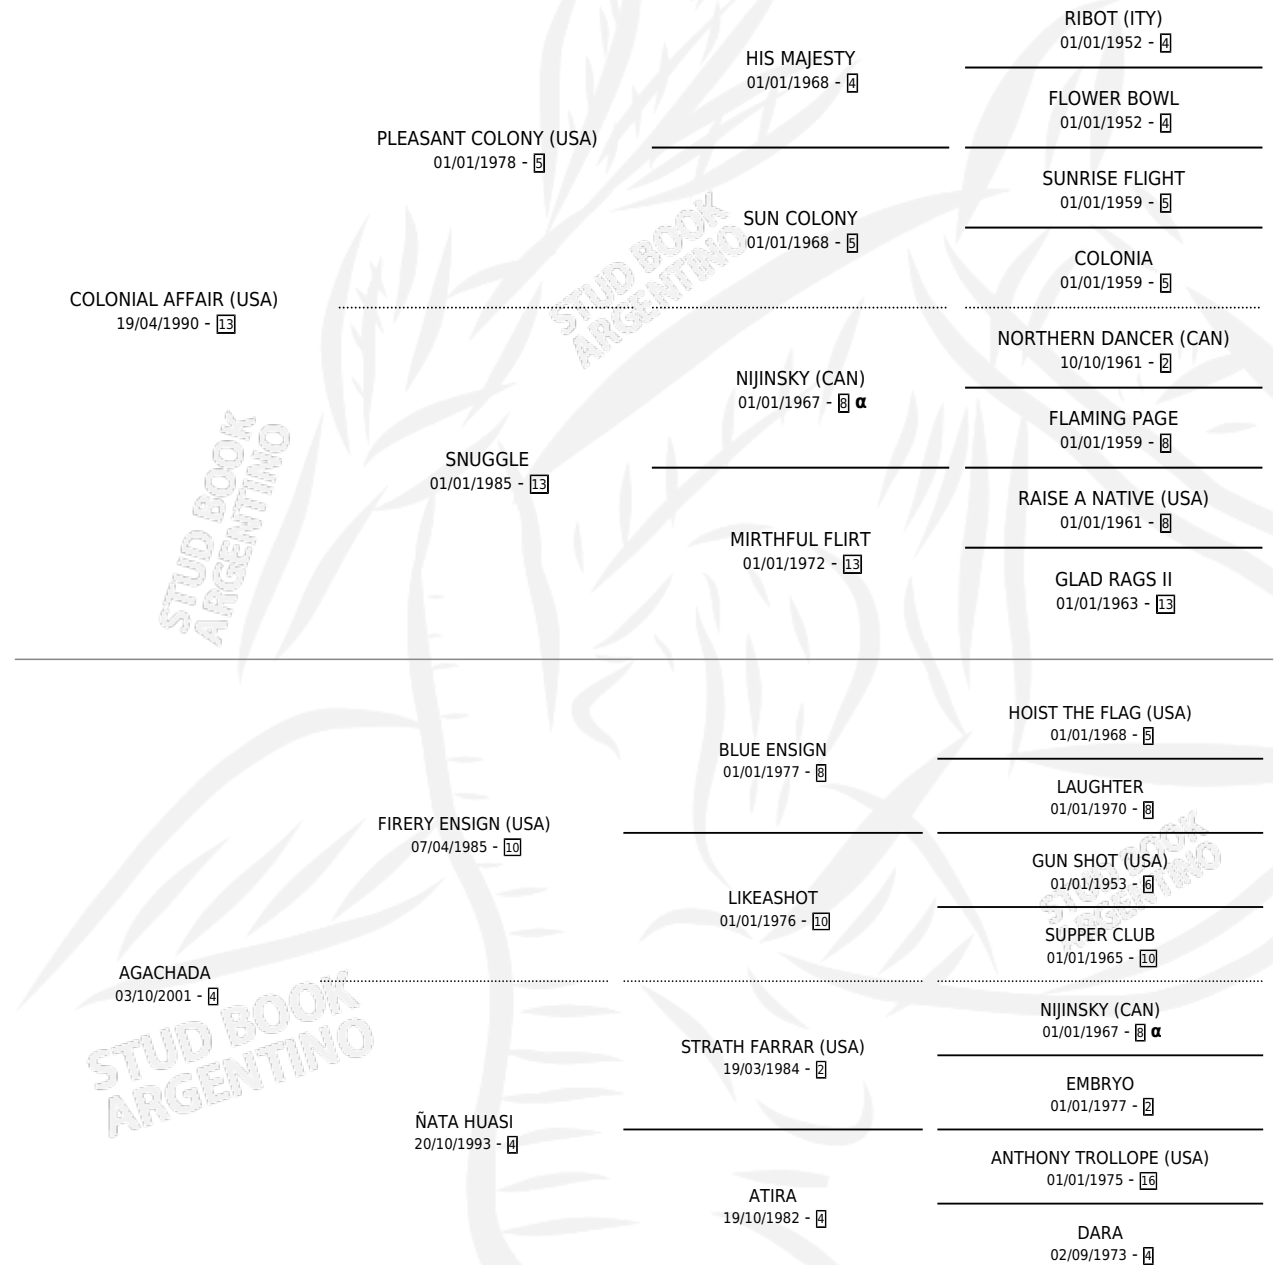 RIBOT (ITY)
01/01/1952 - 4
HIS MAJESTY
01/01/1968 - 4
FLOWER BOWL
01/01/1952 - 4
PLEASANT COLONY (USA)
01/01/1978 - 5
SUNRISE FLIGHT
01/01/1959 - 5
SUN COLONY
01/01/1968 - 5
COLONIA
01/01/1959 - 5
STUD BOOK
ARGENTINO
COLONIAL AFFAIR (USA)
19/04/1990 - 13
NORTHERN DANCER (CAN)
10/10/1961 - 2
NIJINSKY (CAN)
01/01/1967 - 8 α
FLAMING PAGE
01/01/1959 - 8
SNUGGLE
01/01/1985 - 13
RAISE A NATIVE (USA)
01/01/1961 - 8
MIRTHFUL FLIRT
01/01/1972 - 13
GLAD RAGS II
01/01/1963 - 13
STUD BOOK
ARGENTINO
HOIST THE FLAG (USA)
01/01/1968 - 5
BLUE ENSIGN
01/01/1977 - 8
LAUGHTER
01/01/1970 - 8
FIRERY ENSIGN (USA)
07/04/1985 - 10
GUN SHOT (USA)
01/01/1953 - 6
LIKEASHOT
01/01/1976 - 10
SUPPER CLUB
01/01/1965 - 10
STUD BOOK
ARGENTINO
AGACHADA
03/10/2001 - 4
NIJINSKY (CAN)
01/01/1967 - 8 α
STRATH FARRAR (USA)
19/03/1984 - 2
EMBRYO
01/01/1977 - 2
STUD BOOK
ARGENTINO
ÑATA HUASI
20/10/1993 - 4
ANTHONY TROLLOPE (USA)
01/01/1975 - 16
ATIRA
19/10/1982 - 4
DARA
02/09/1973 - 4